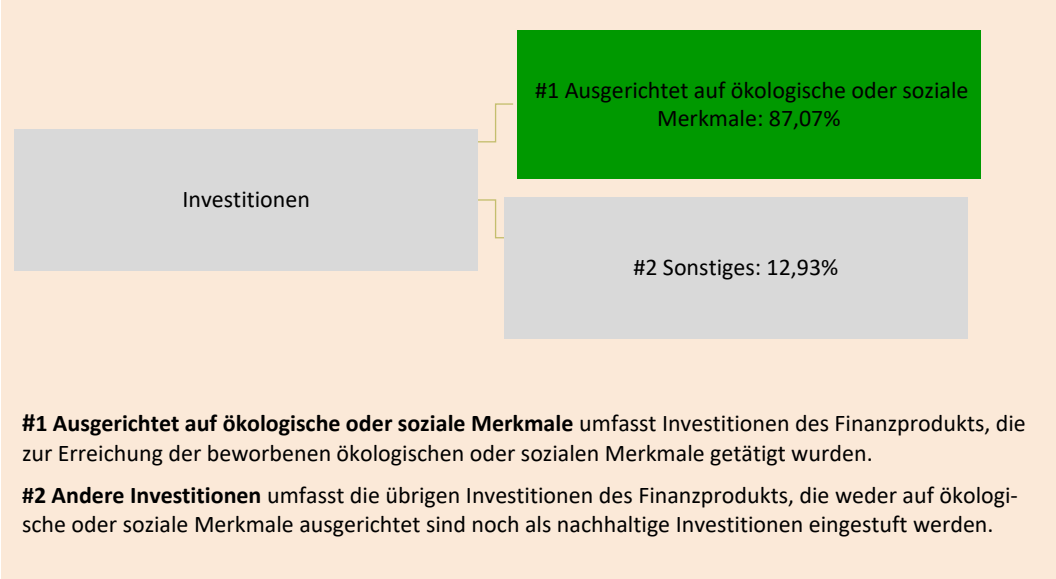 #1 Ausgerichtet auf ökologische oder soziale
Merkmale: 87,07%
Investitionen
#2 Sonstiges: 12,93%
#1 Ausgerichtet auf ökologische oder soziale Merkmale umfasst Investitionen des Finanzprodukts, die
zur Erreichung der beworbenen ökologischen oder sozialen Merkmale getätigt wurden.
#2 Andere Investitionen umfasst die übrigen Investitionen des Finanzprodukts, die weder auf ökologi-
sche oder soziale Merkmale ausgerichtet sind noch als nachhaltige Investitionen eingestuft werden.